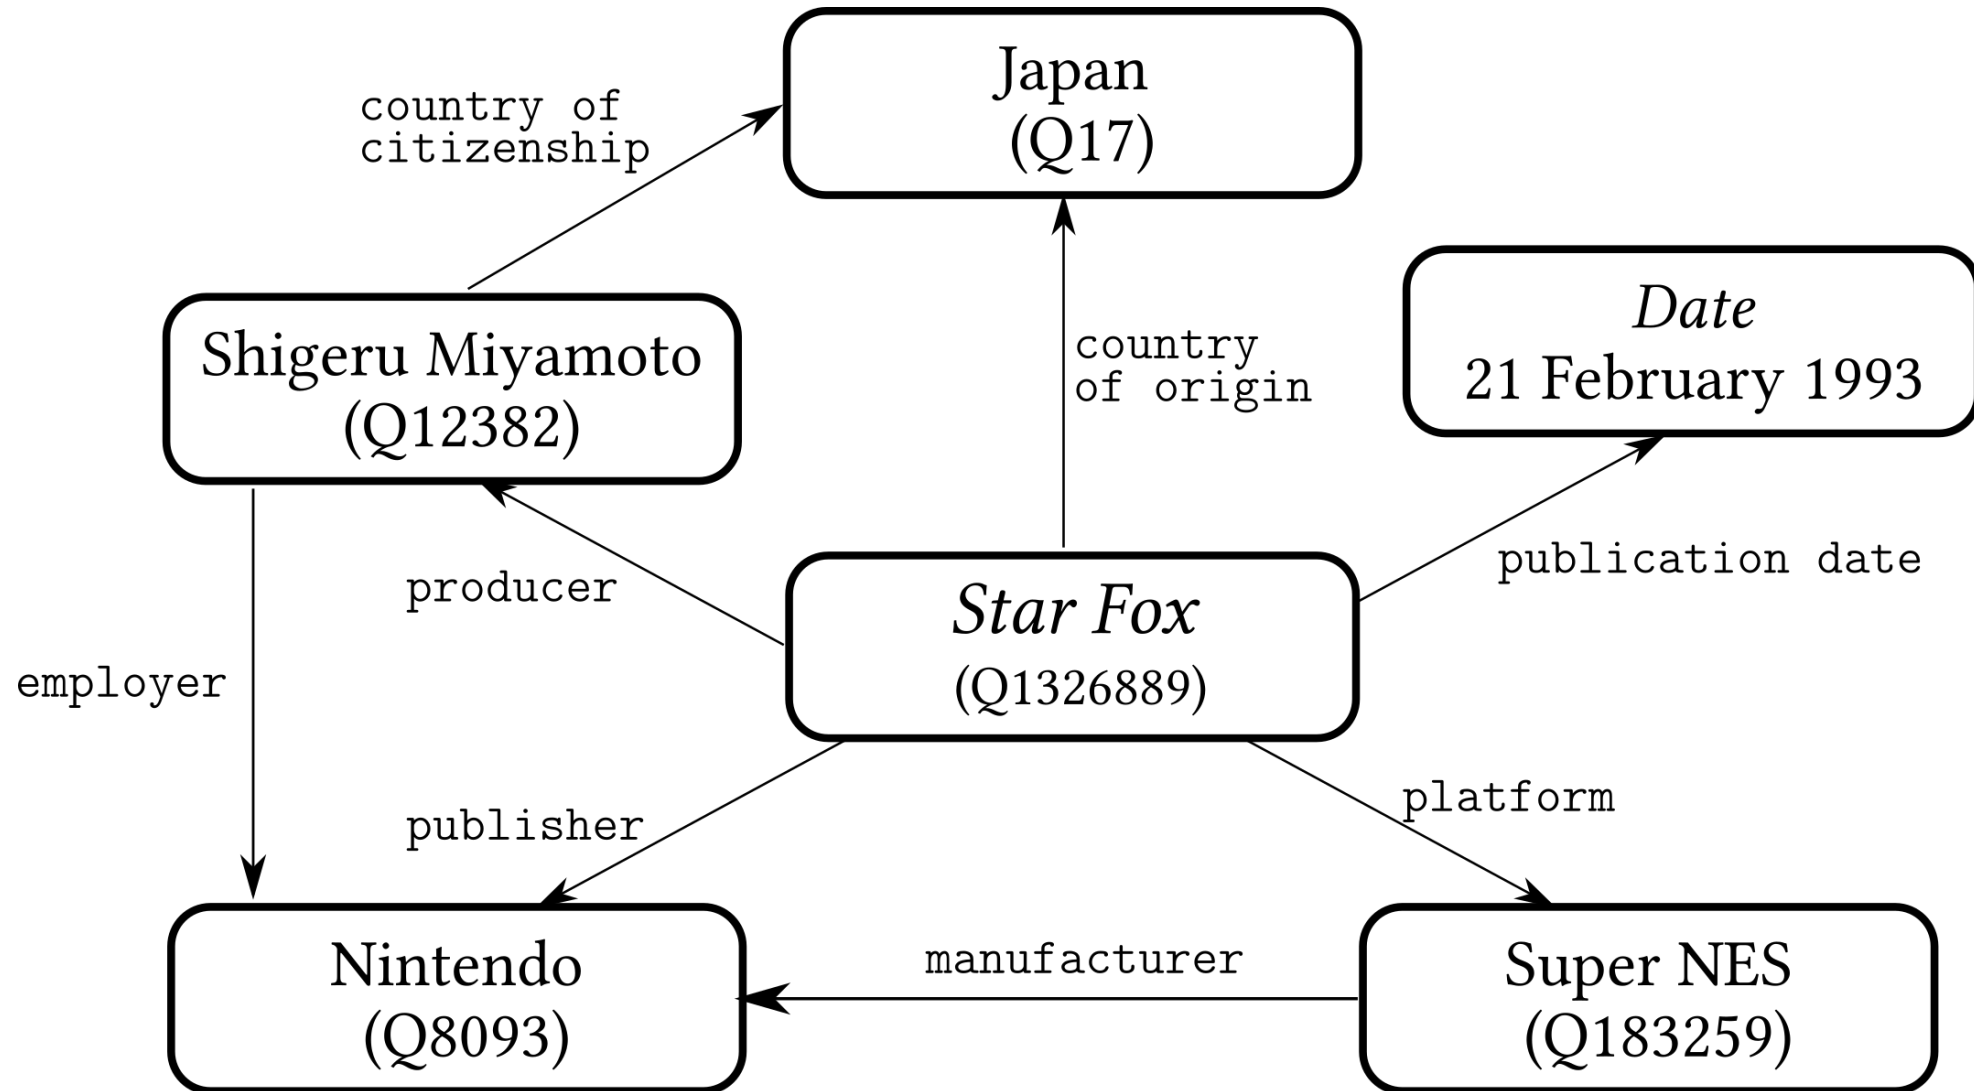 Japan
(Q17)
country of
citizenship
Date
21 February 1993
Shigeru Miyamoto
(Q12382)
country
of origin
publication date
producer
Star Fox
(Q1326889)
employer
platform
publisher
manufacturer
Nintendo
(Q8093)
Super NES
(Q183259)